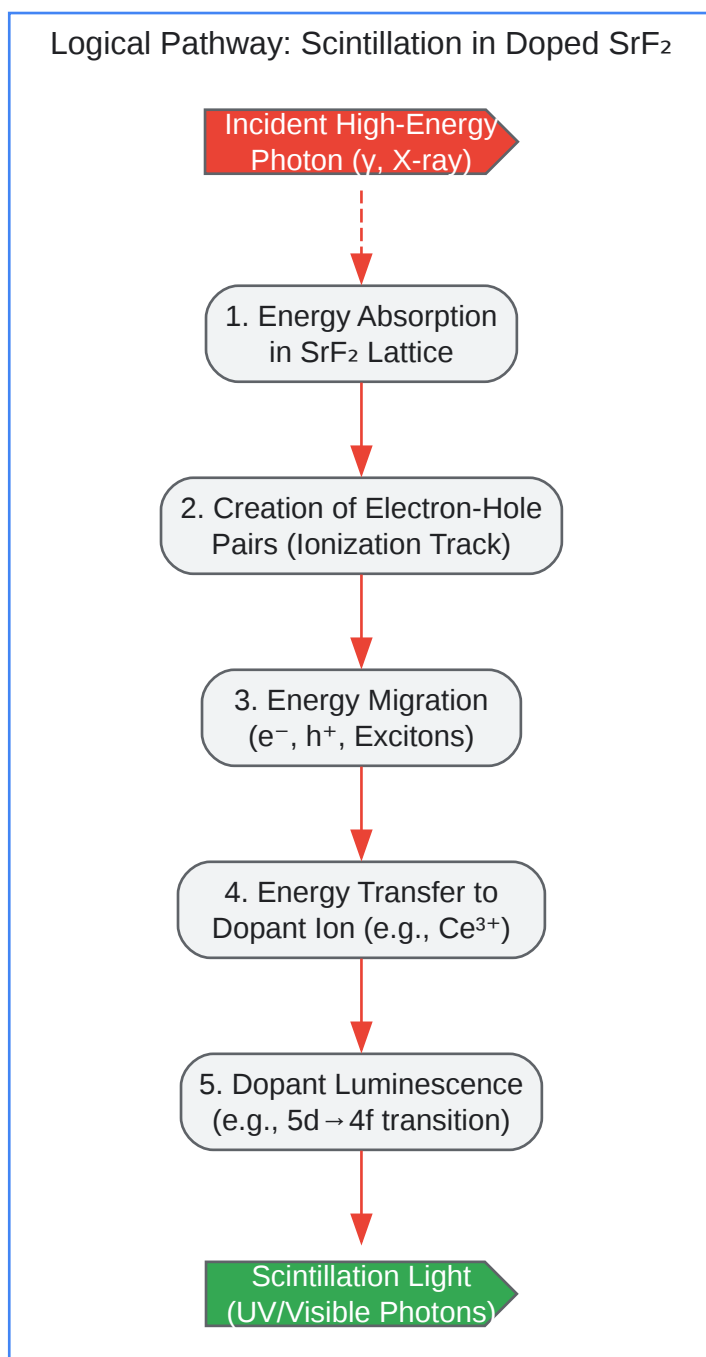 Logical Pathway: Scintillation in Doped SrF₂
Incident High-Energy
Photon (γ, X-ray)
1. Energy Absorption
in SrF₂ Lattice
2. Creation of Electron-Hole
Pairs (Ionization Track)
3. Energy Migration
(e⁻, h⁺, Excitons)
4. Energy Transfer to
Dopant Ion (e.g., Ce³⁺)
5. Dopant Luminescence
(e.g., 5d→4f transition)
Scintillation Light
(UV/Visible Photons)